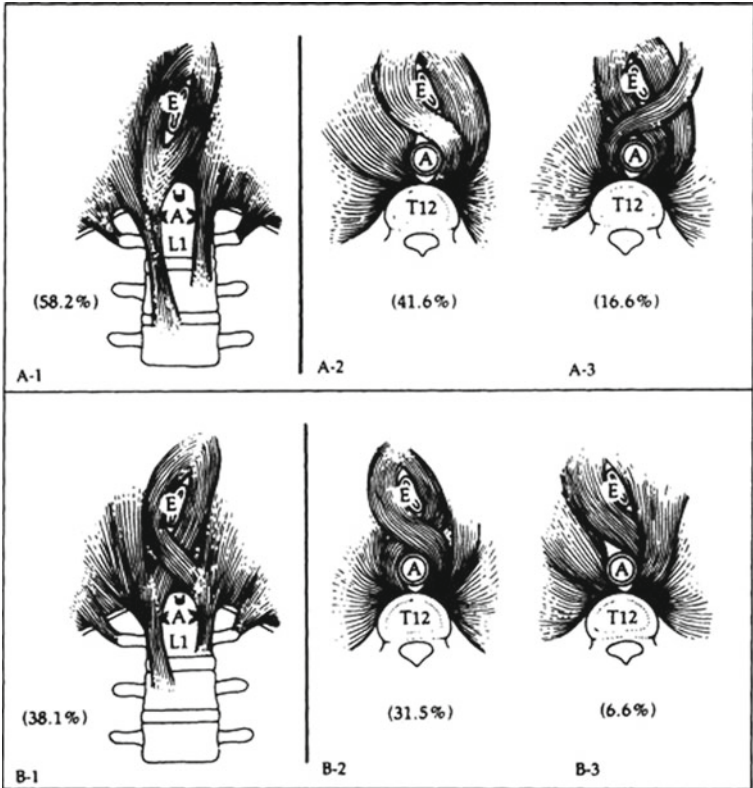 E
A
L1
(58.2%)
A-1
E
A
T12
(41.6%)
A-2
E
A
T12
(16.6%)
A-3
E
A
L1
(38.1%)
B-1
E
A
T12
(31.5%)
B-2
E
A
T12
(6.6%)
B-3